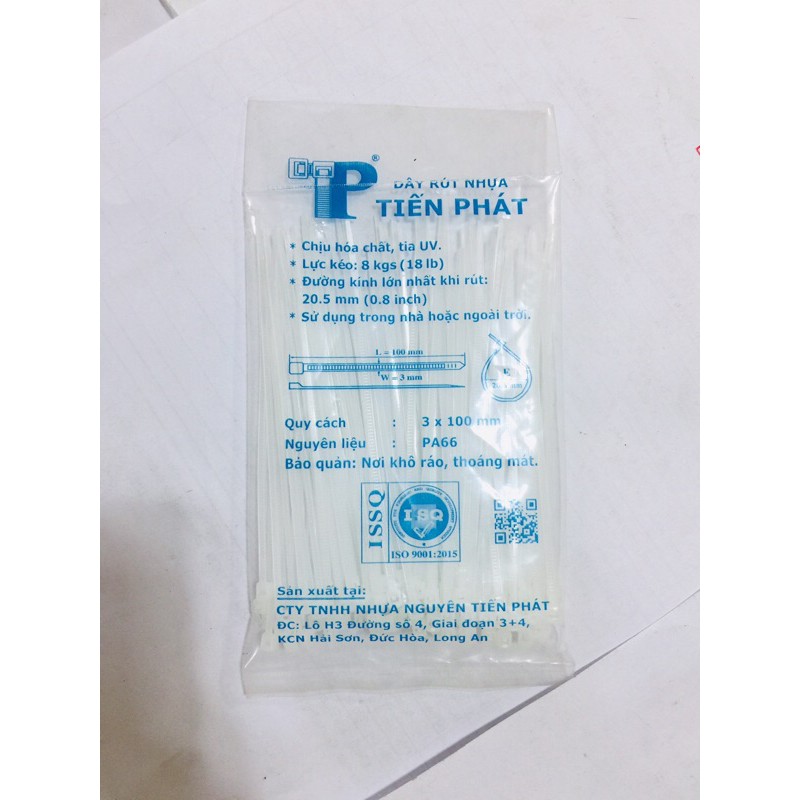 TP®
DÂY RÚT NHỰA
TIẾN PHÁT
* Chịu hóa chất, tia UV.
* Lực kéo: 8 kgs (18 lb)
* Đường kính lớn nhất khi rút:
20.5 mm (0.8 inch)
* Sử dụng trong nhà hoặc ngoài trời.
L = 100 mm
W = 3 mm
E
mm
Quy cách : 3 x 100 mm
Nguyên liệu : PA66
Bảo quản: Nơi khô ráo, thoáng mát.
ISSQ
ISQ
ISO 9001:2015
Sản xuất tại:
CTY TNHH NHỰA NGUYÊN TIẾN PHÁT
ĐC: Lô H3 Đường số 4, Giai đoạn 3+4,
KCN Hải Sơn, Đức Hòa, Long An